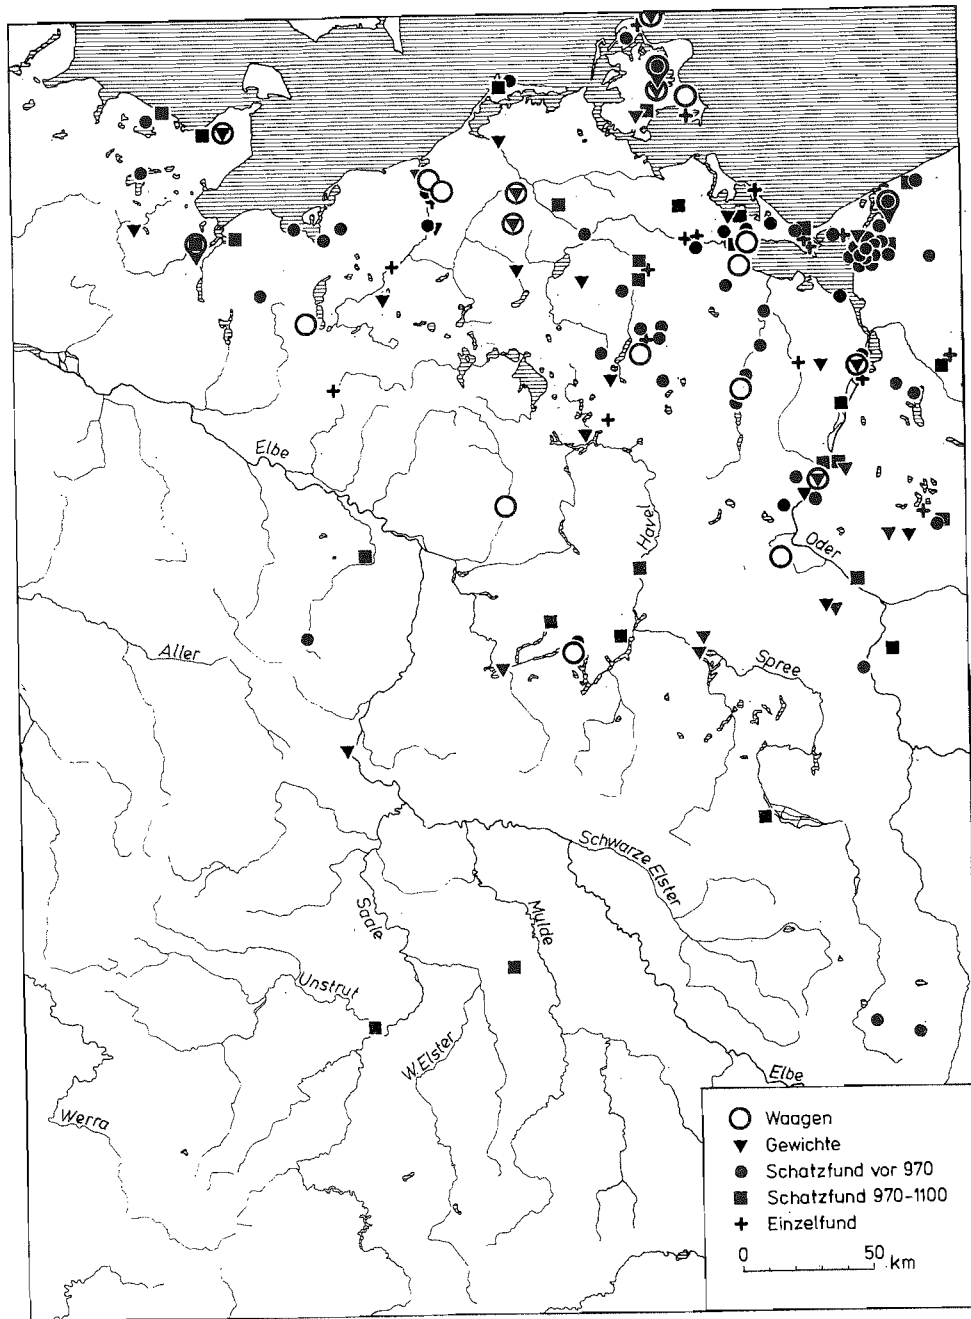 Elbe
Havel
Oder
Aller
Spree
Schwarze Elster
Saale
Mulde
Unstrut
W. Elster
Elbe
Werra
Waagen
Gewichte
Schatzfund vor 970
Schatzfund 970-1100
Einzelfund
0 50 km